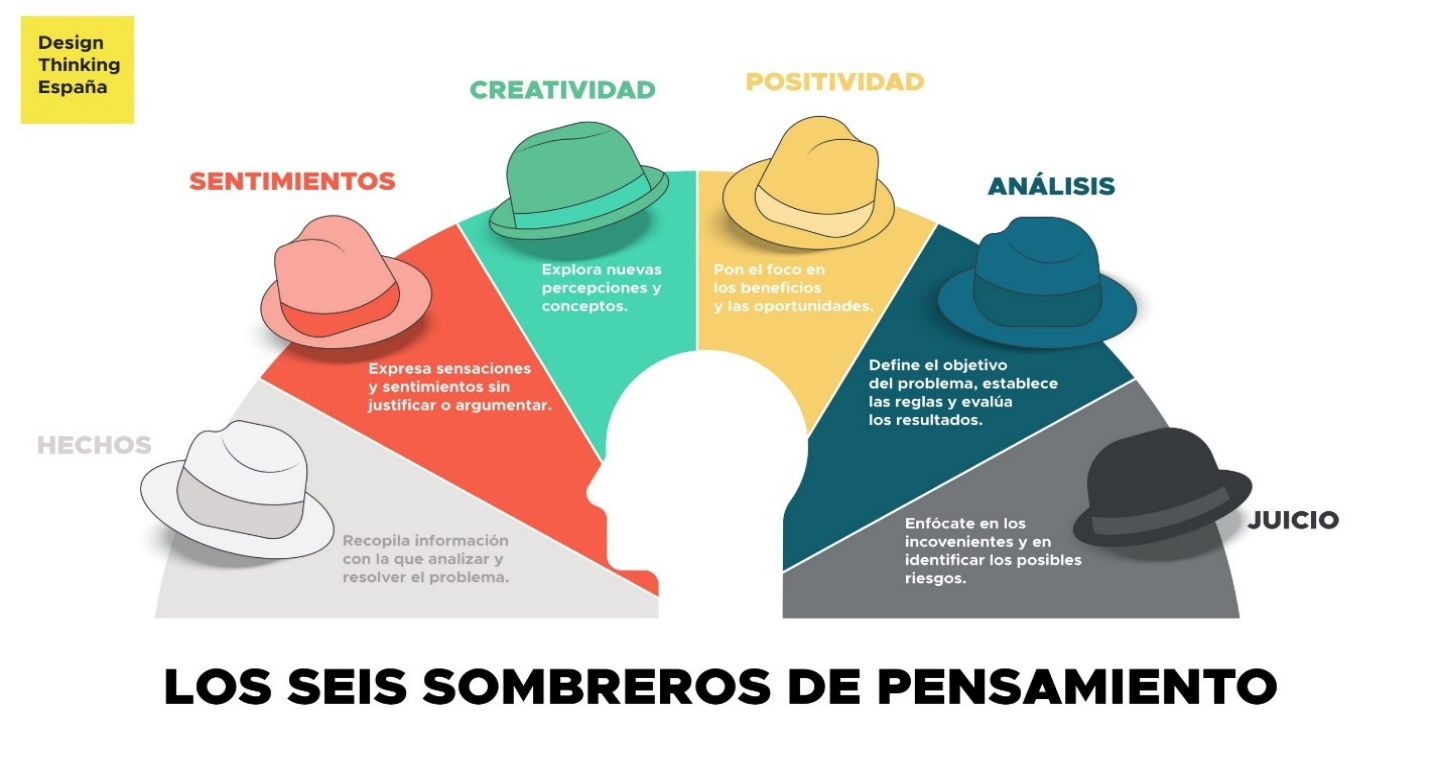 Design
Thinking
España
CREATIVIDAD
POSITIVIDAD
SENTIMIENTOS
ANÁLISIS
Explora nuevas
percepciones y
conceptos.
Pon el foco en
los beneficios
y las oportunidades.
Expresa sensaciones
y sentimientos sin
justificar o argumentar.
Define el objetivo
del problema, establece
las reglas y evalúa
los resultados.
HECHOS
Recopila información
con la que analizar y
resolver el problema.
Enfócate en los
incovenientes y en
identificar los posibles
riesgos.
JUICIO
LOS SEIS SOMBREROS DE PENSAMIENTO